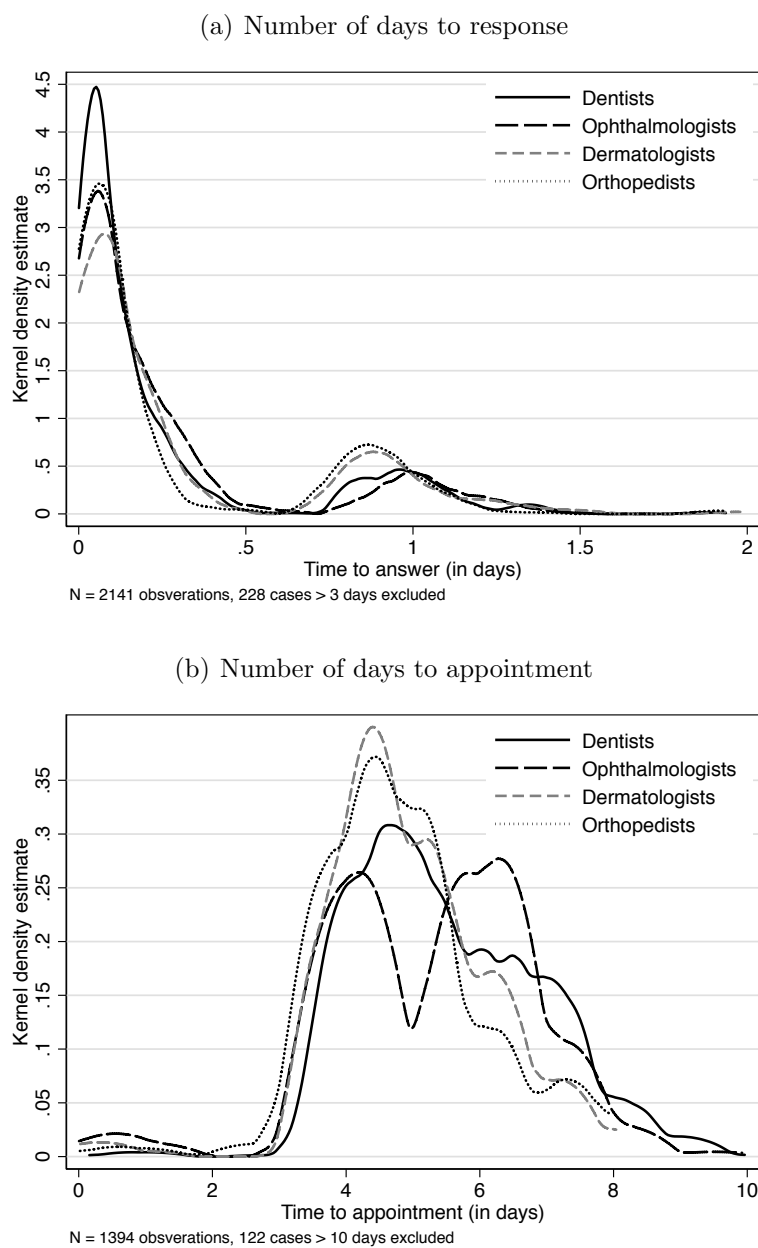 (a) Number of days to response
Kernel density estimate
0
.5
1
1.5
2
2.5
3
3.5
4
4.5
Dentists
Ophthalmologists
Dermatologists
Orthopedists
0
.5
1
1.5
2
Time to answer (in days)
N = 2141 obsverations, 228 cases > 3 days excluded
(b) Number of days to appointment
Kernel density estimate
0
.05
.1
.15
.2
.25
.3
.35
Dentists
Ophthalmologists
Dermatologists
Orthopedists
0
2
4
6
8
10
Time to appointment (in days)
N = 1394 obsverations, 122 cases > 10 days excluded